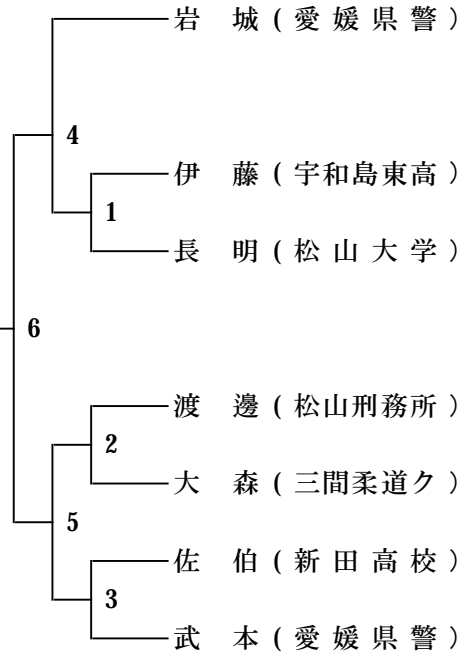 岩 城 ( 愛 媛 県 警 )
4
伊 藤 ( 宇和島東高 )
1
長 明 ( 松 山 大 学 )
6
渡 邊 ( 松山刑務所 )
2
大 森 ( 三間柔道ク )
5
佐 伯 ( 新 田 高 校 )
3
武 本 ( 愛 媛 県 警 )